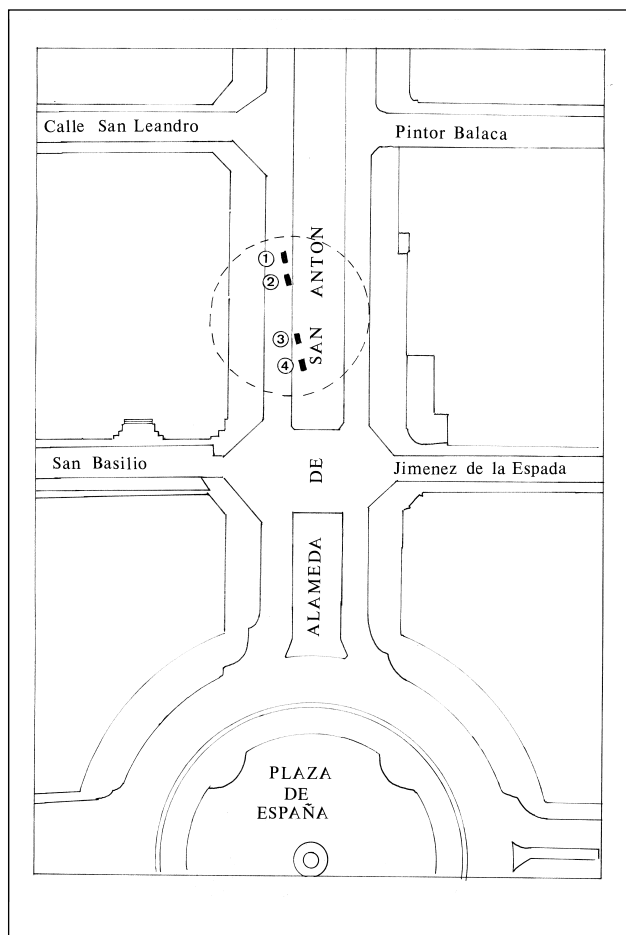 Calle San Leandro
Pintor Balaca
1
2
3
4
ALAMEDA DE SAN ANTON
San Basilio
Jimenez de la Espada
PLAZA
DE
ESPAÑA